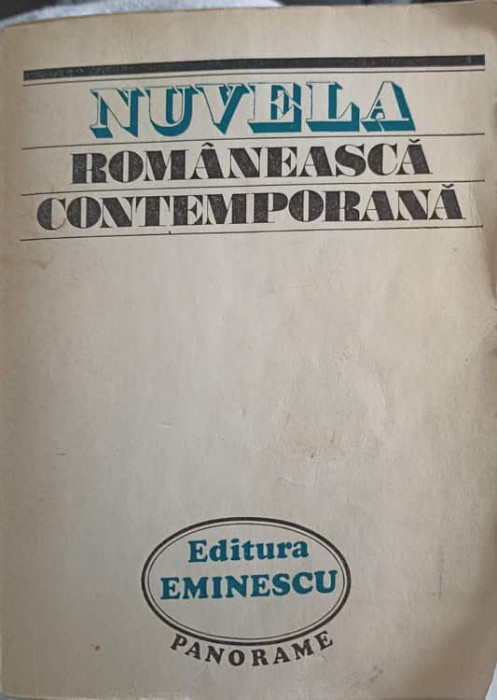 NUVELA
ROMÂNEASCĂ
CONTEMPORANĂ
Editura
EMINESCU
PANORAME